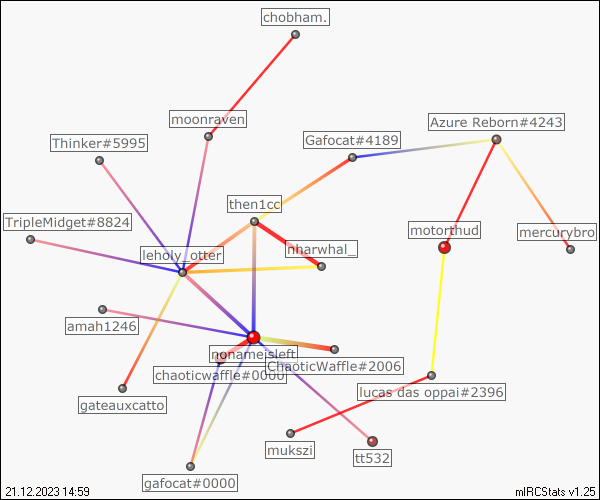 chobham.
moonraven
Azure Reborn#4243
Thinker#5995
Gafocat#4189
then1cc
TripleMidget#8824
motorthud
mercurybro
leholy_otter
nharwhal_
amah1246
nonameisleft
ChaoticWaffle#2006
chaoticwaffle#0000
lucas das oppai#2396
gateauxcatto
mukszi
tt532
gafocat#0000
21.12.2023 14:59
mIRCStats v1.25